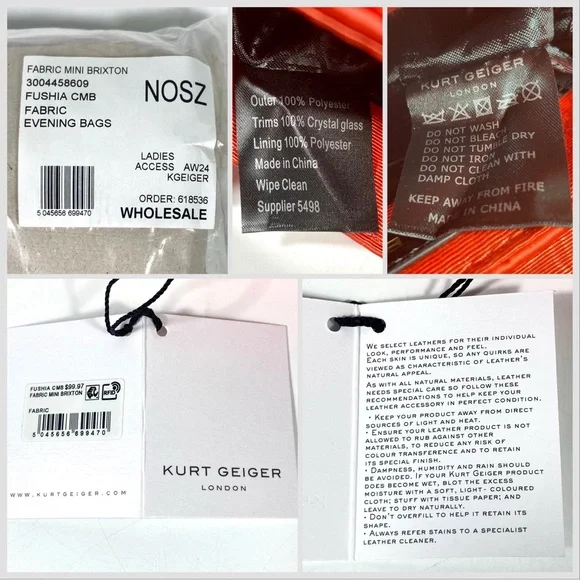 FABRIC MINI BRIXTON
3004458609
FUSHIA CMB
FABRIC
EVENING BAGS
NOSZ
LADIES
ACCESS AW24
KGEIGER
ORDER: 618536
WHOLESALE
5 045656 699470
Outer 100% Polyester
Trims 100% Crystal glass
Lining 100% Polyester
Made in China
Wipe Clean
Supplier 5498
KURT GEIGER
LONDON
DO NOT WASH
DO NOT BLEACH
DO NOT TUMBLE DRY
DO NOT IRON
DO NOT CLEAN WITH
DAMP CLOTH
KEEP AWAY FROM FIRE
MADE IN CHINA
FUSHIA CMB $99.97
FABRIC MINI BRIXTON
RFID
FABRIC
5 045656 699470
WWW.KURTGEIGER.COM
KURT GEIGER
LONDON
WE SELECT LEATHERS FOR THEIR INDIVIDUAL
LOOK, PERFORMANCE AND FEEL.
EACH SKIN IS UNIQUE, SO ANY QUIRKS ARE
VIEWED AS CHARACTERISTIC OF LEATHER'S
NATURAL APPEAL.
AS WITH ALL NATURAL MATERIALS, LEATHER
NEEDS SPECIAL CARE SO FOLLOW THESE
RECOMMENDATIONS TO HELP KEEP YOUR
LEATHER ACCESSORY IN PERFECT CONDITION.
• KEEP YOUR PRODUCT AWAY FROM DIRECT
SOURCES OF LIGHT AND HEAT.
• ENSURE YOUR LEATHER PRODUCT IS NOT
ALLOWED TO RUB AGAINST OTHER
MATERIALS, TO REDUCE ANY RISK OF
COLOUR TRANSFERENCE AND TO RETAIN
ITS SPECIAL FINISH.
• DAMPNESS, HUMIDITY AND RAIN SHOULD
BE AVOIDED. IF YOUR KURT GEIGER PRODUCT
DOES BECOME WET, BLOT THE EXCESS
MOISTURE WITH A SOFT, LIGHT- COLOURED
CLOTH; STUFF WITH TISSUE PAPER; AND
LEAVE TO DRY NATURALLY.
• DON'T OVERFILL TO HELP IT RETAIN ITS
SHAPE.
• ALWAYS REFER STAINS TO A SPECIALIST
LEATHER CLEANER.